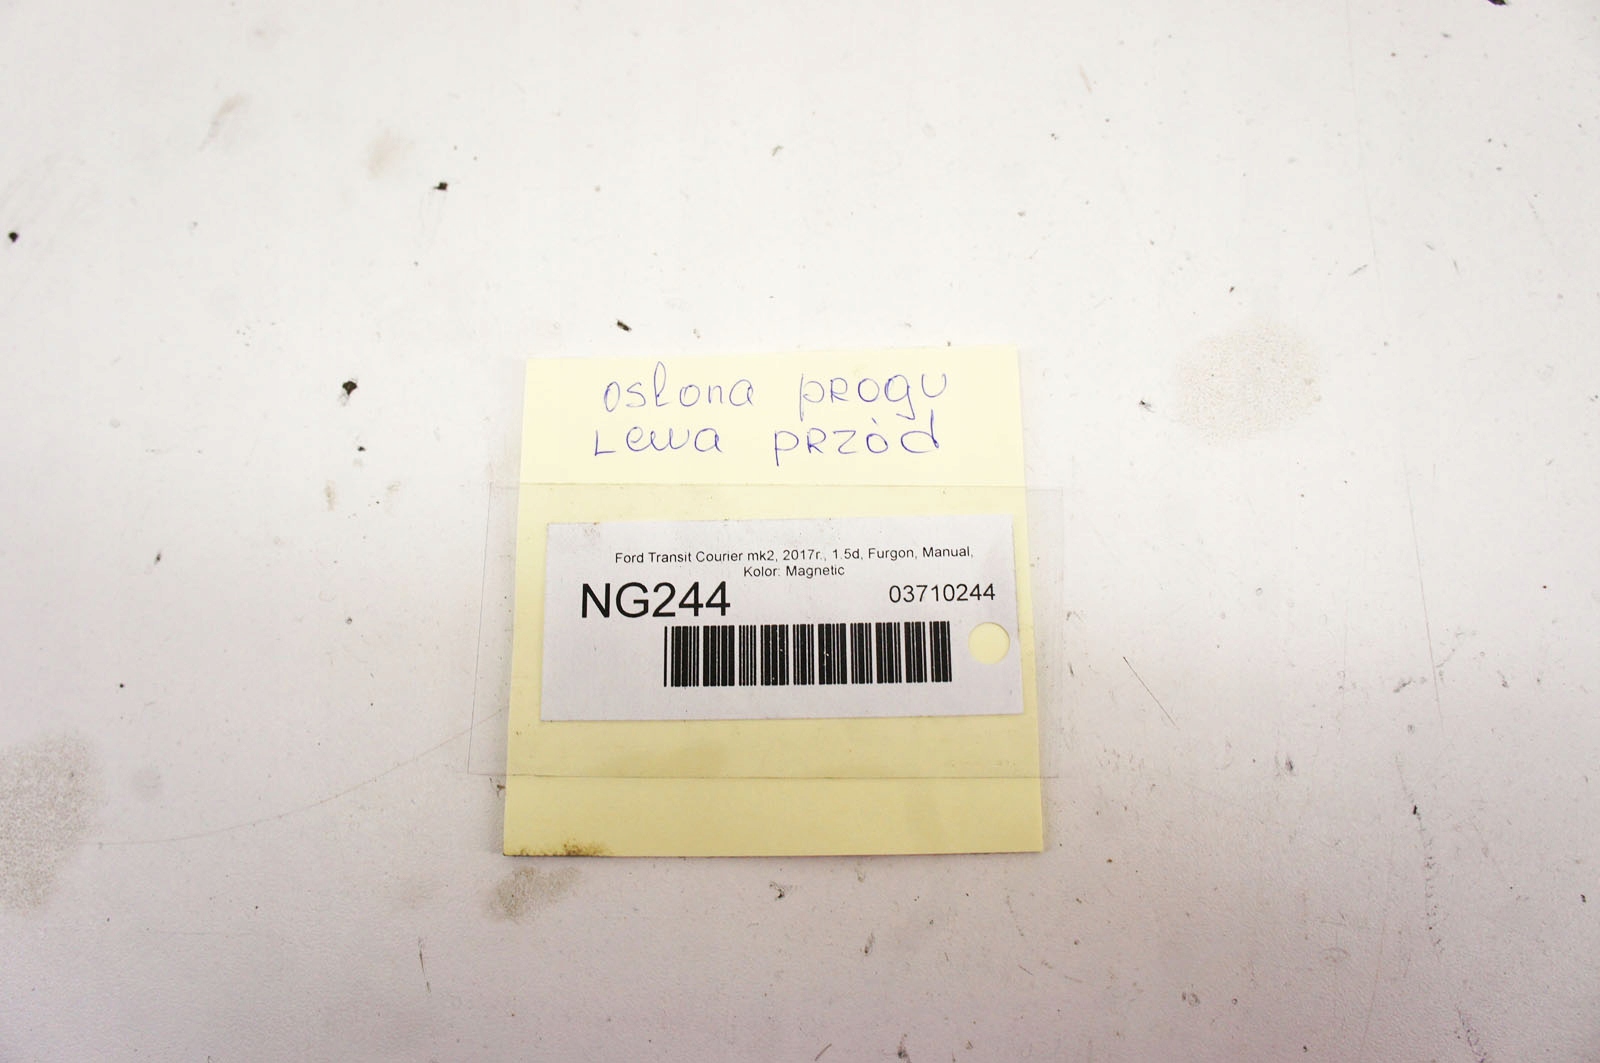 osłona progu
Lewa przód
Ford Transit Courier mk2, 2017r., 1.5d, Furgon, Manual,
Kolor: Magnetic
NG244
03710244